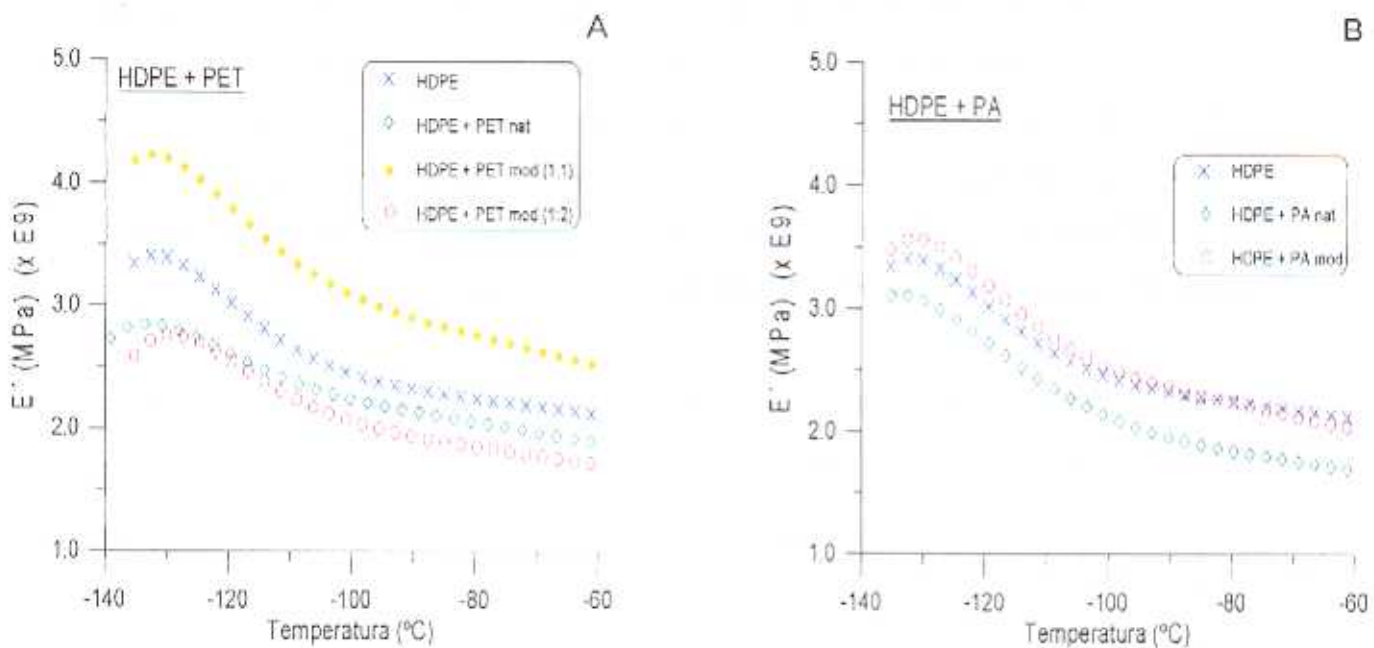 A
HDPE + PET
HDPE
HDPE + PET nat
HDPE + PET mod (1:1)
HDPE + PET mod (1:2)
E´´ (MPa) (x E9)
5.0
4.0
3.0
2.0
1.0
-140
-120
-100
-80
-60
Temperatura (ºC)
B
HDPE + PA
HDPE
HDPE + PA nat
HDPE + PA mod
E´ (MPa) (x E9)
5.0
4.0
3.0
2.0
1.0
-140
-120
-100
-80
-60
Temperatura (ºC)